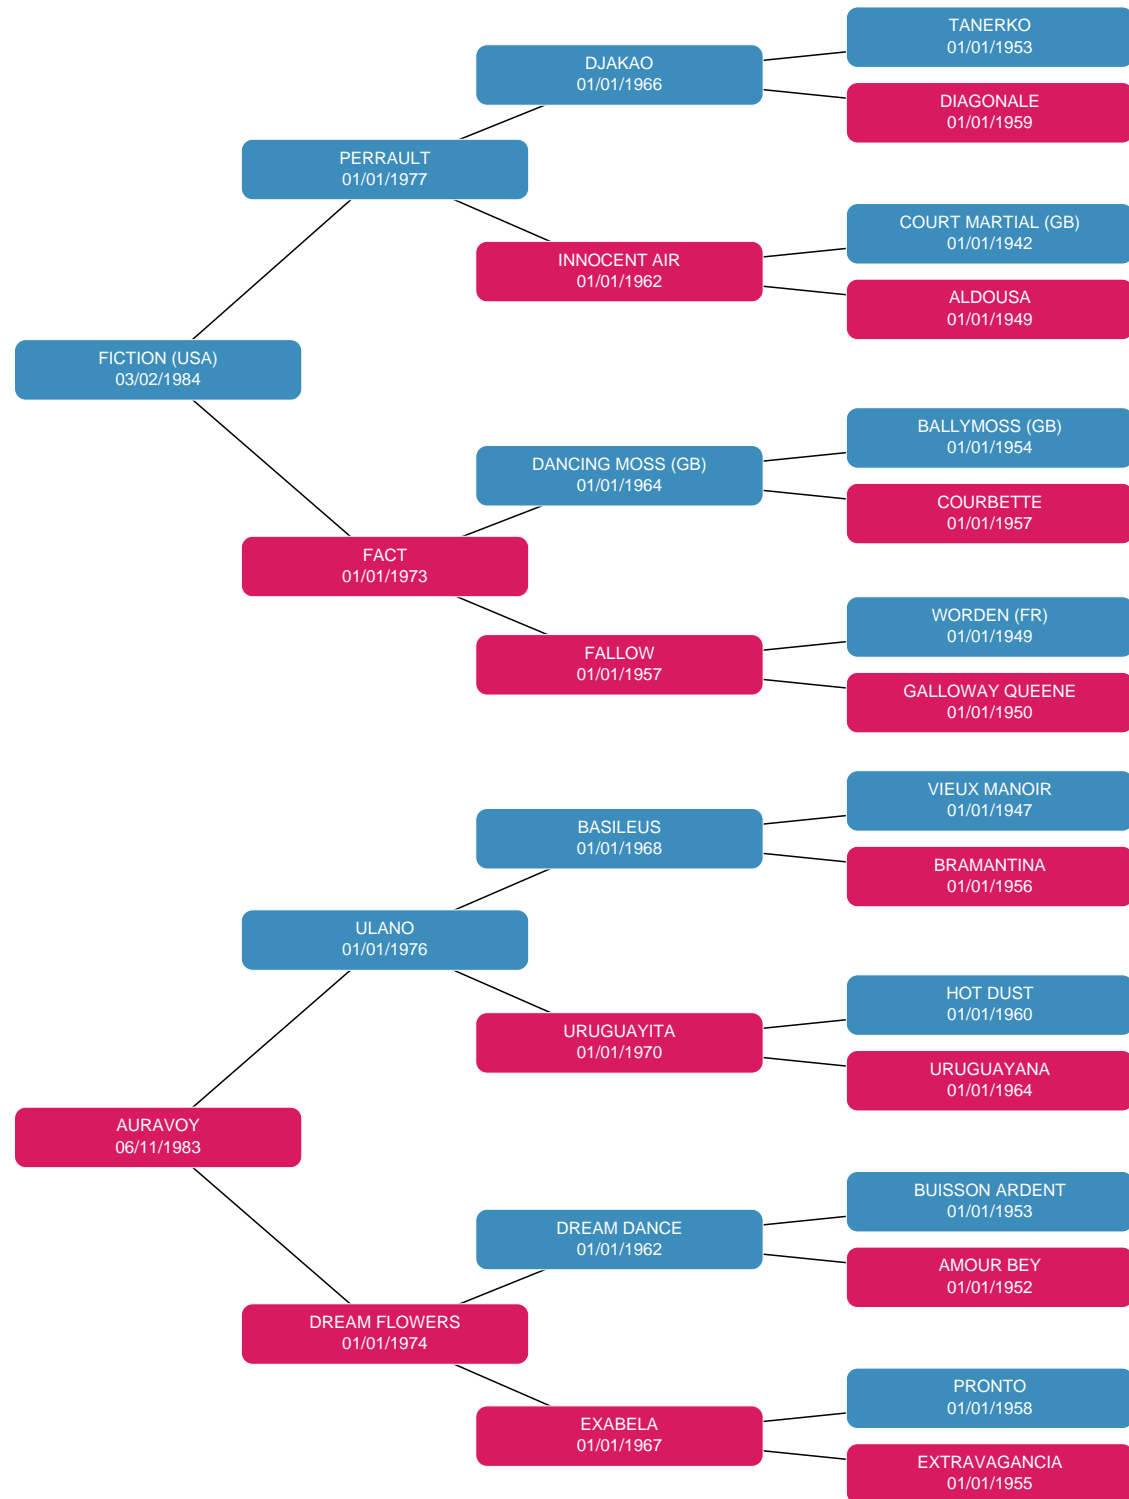 TANERKO
01/01/1953
DJAKAO
01/01/1966
DIAGONALE
01/01/1959
PERRAULT
01/01/1977
COURT MARTIAL (GB)
01/01/1942
INNOCENT AIR
01/01/1962
ALDOUSA
01/01/1949
FICTION (USA)
03/02/1984
BALLYMOSS (GB)
01/01/1954
DANCING MOSS (GB)
01/01/1964
COURBETTE
01/01/1957
FACT
01/01/1973
WORDEN (FR)
01/01/1949
FALLOW
01/01/1957
GALLOWAY QUEENE
01/01/1950
VIEUX MANOIR
01/01/1947
BASILEUS
01/01/1968
BRAMANTINA
01/01/1956
ULANO
01/01/1976
HOT DUST
01/01/1960
URUGUAYITA
01/01/1970
URUGUAYANA
01/01/1964
AURAVOY
06/11/1983
BUISSON ARDENT
01/01/1953
DREAM DANCE
01/01/1962
AMOUR BEY
01/01/1952
DREAM FLOWERS
01/01/1974
PRONTO
01/01/1958
EXABELA
01/01/1967
EXTRAVAGANCIA
01/01/1955